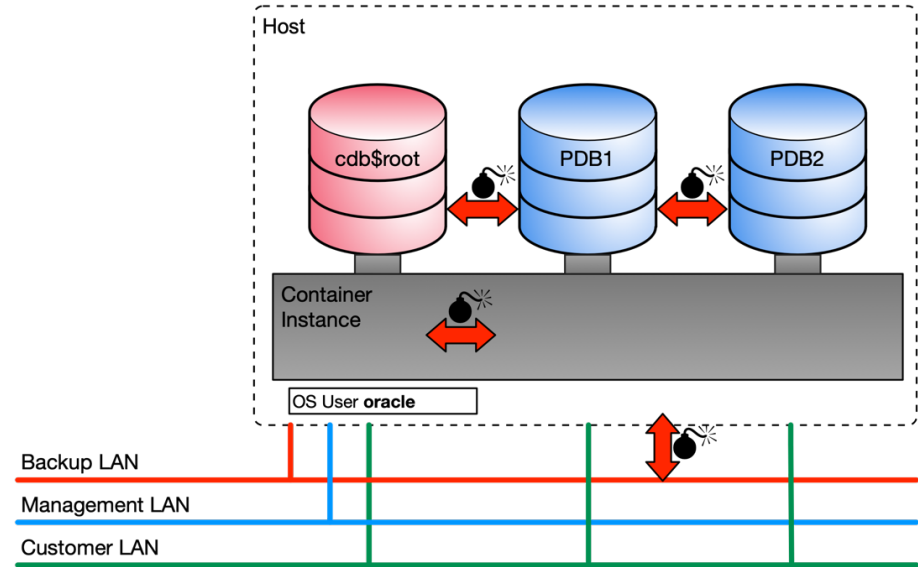 Host
cdb$root
PDB1
PDB2
Container
Instance
OS User oracle
Backup LAN
Management LAN
Customer LAN